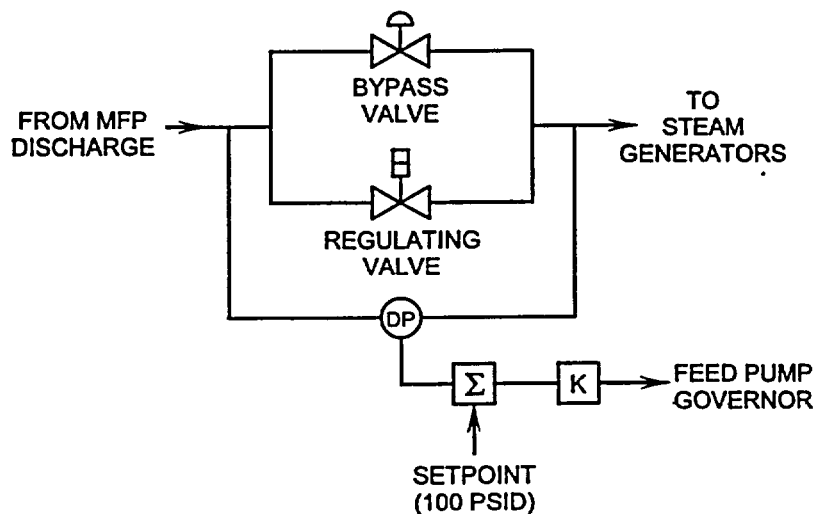 BYPASS
VALVE
FROM MFP
DISCHARGE
TO
STEAM
GENERATORS
REGULATING
VALVE
DP
Σ
K
FEED PUMP
GOVERNOR
SETPOINT
(100 PSID)